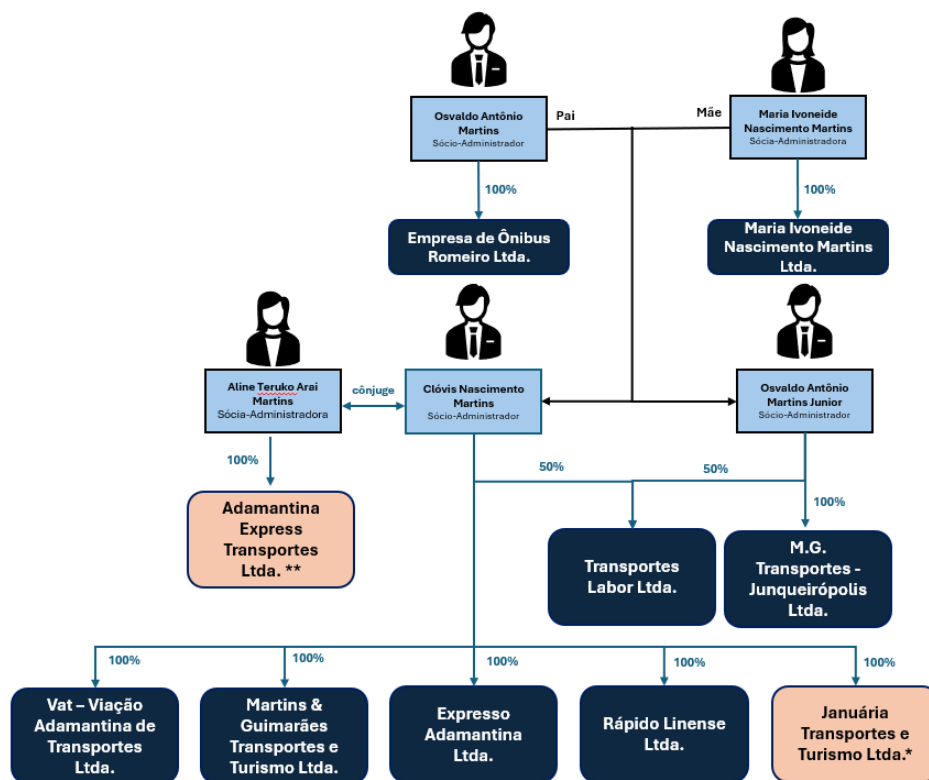 Osvaldo Antônio
Martins
Sócio-Administrador
Pai
Mãe
Maria Ivoneide
Nascimento Martins
Sócia-Administradora
100%
100%
Empresa de Ônibus
Romeiro Ltda.
Maria Ivoneide
Nascimento Martins
Ltda.
Aline Teruko Arai
Martins
Sócia-Administradora
cônjuge
Clóvis Nascimento
Martins
Sócio-Administrador
Osvaldo Antônio
Martins Junior
Sócio-Administrador
100%
50%
50%
100%
Adamantina
Express
Transportes
Ltda. **
Transportes
Labor Ltda.
M.G.
Transportes -
Junqueirópolis
Ltda.
100%
100%
100%
100%
100%
Vat – Viação
Adamantina de
Transportes
Ltda.
Martins &
Guimarães
Transportes e
Turismo Ltda.
Expresso
Adamantina
Ltda.
Rápido Linense
Ltda.
Januária
Transportes e
Turismo Ltda.*